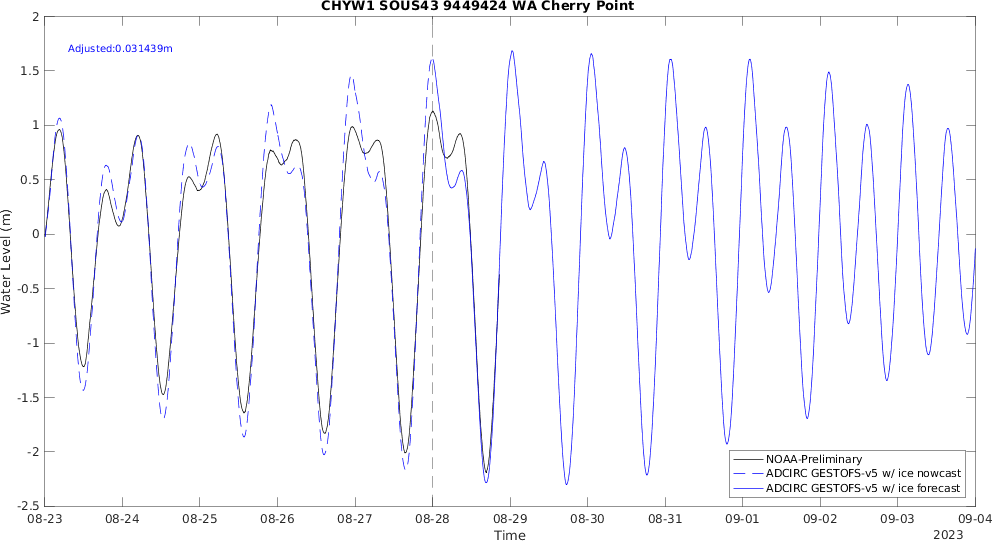 CHYW1 SOUS43 9449424 WA Cherry Point
Adjusted:0.031439m
Water Level (m)
2
1.5
1
0.5
0
-0.5
-1
-1.5
-2
-2.5
NOAA-Preliminary
ADCIRC GESTOFS-v5 w/ ice nowcast
ADCIRC GESTOFS-v5 w/ ice forecast
08-23 08-24 08-25 08-26 08-27 08-28 08-29 08-30 08-31 09-01 09-02 09-03 09-04
Time
2023